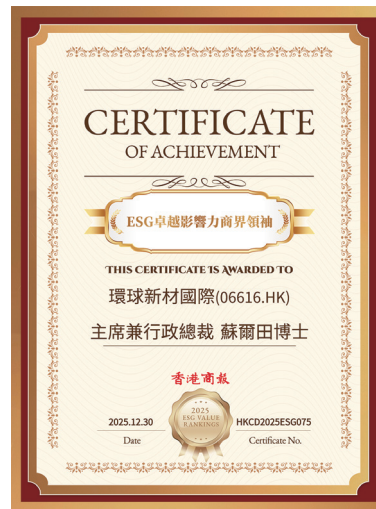 CERTIFICATE
OF ACHIEVEMENT
ESG卓越影響力商界領袖
THIS CERTIFICATE IS AWARDED TO
環球新材國際(06616.HK)
主席兼行政總裁 蘇爾田博士
香港商報
2025
ESG VALUE
RANKINGS
2025.12.30
HKCD2025ESG075
Date
Certificate No.